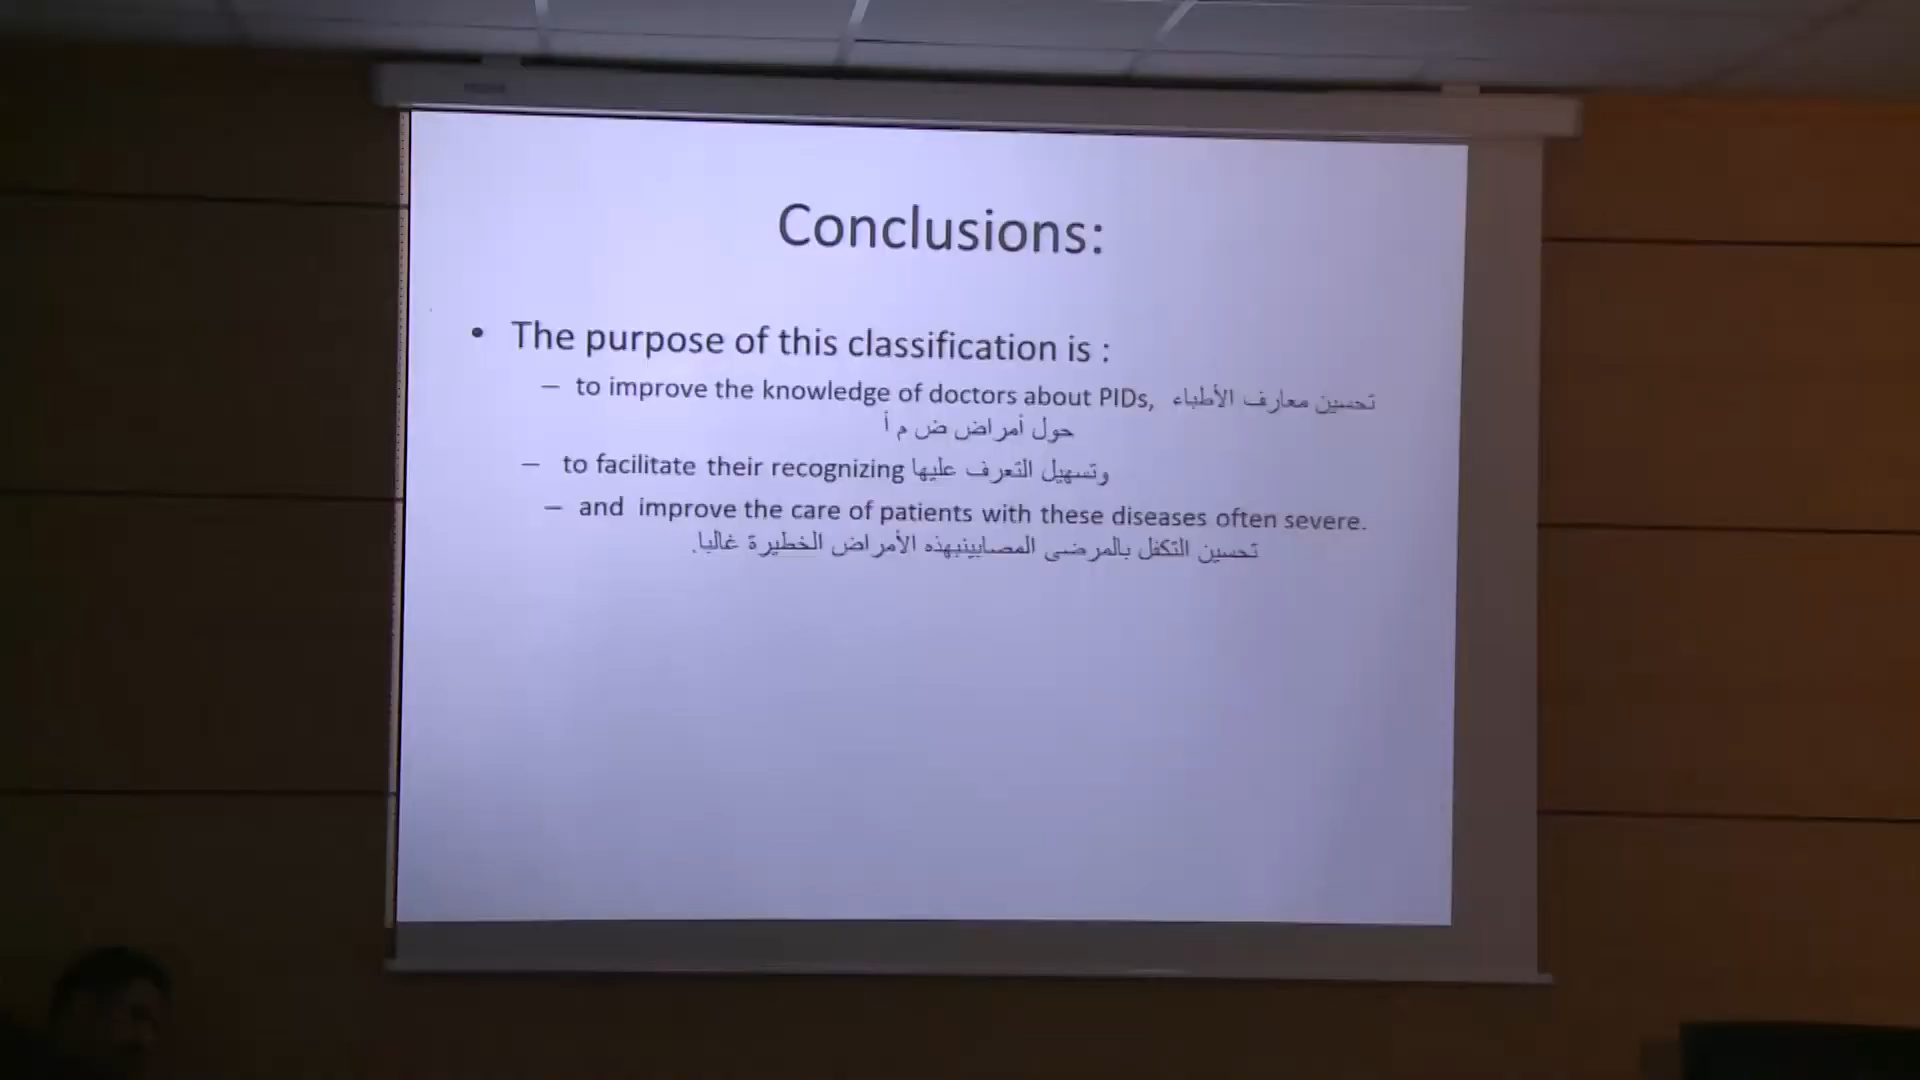 Conclusions:
• The purpose of this classification is :
– to improve the knowledge of doctors about PIDs, تحسين معارف الأطباء
حول أمراض ض م أ
– to facilitate their recognizing وتسهيل التعرف عليها
– and improve the care of patients with these diseases often severe.
تحسين التكفل بالمرضى المصابينبهذه الأمراض الخطيرة غالبا.